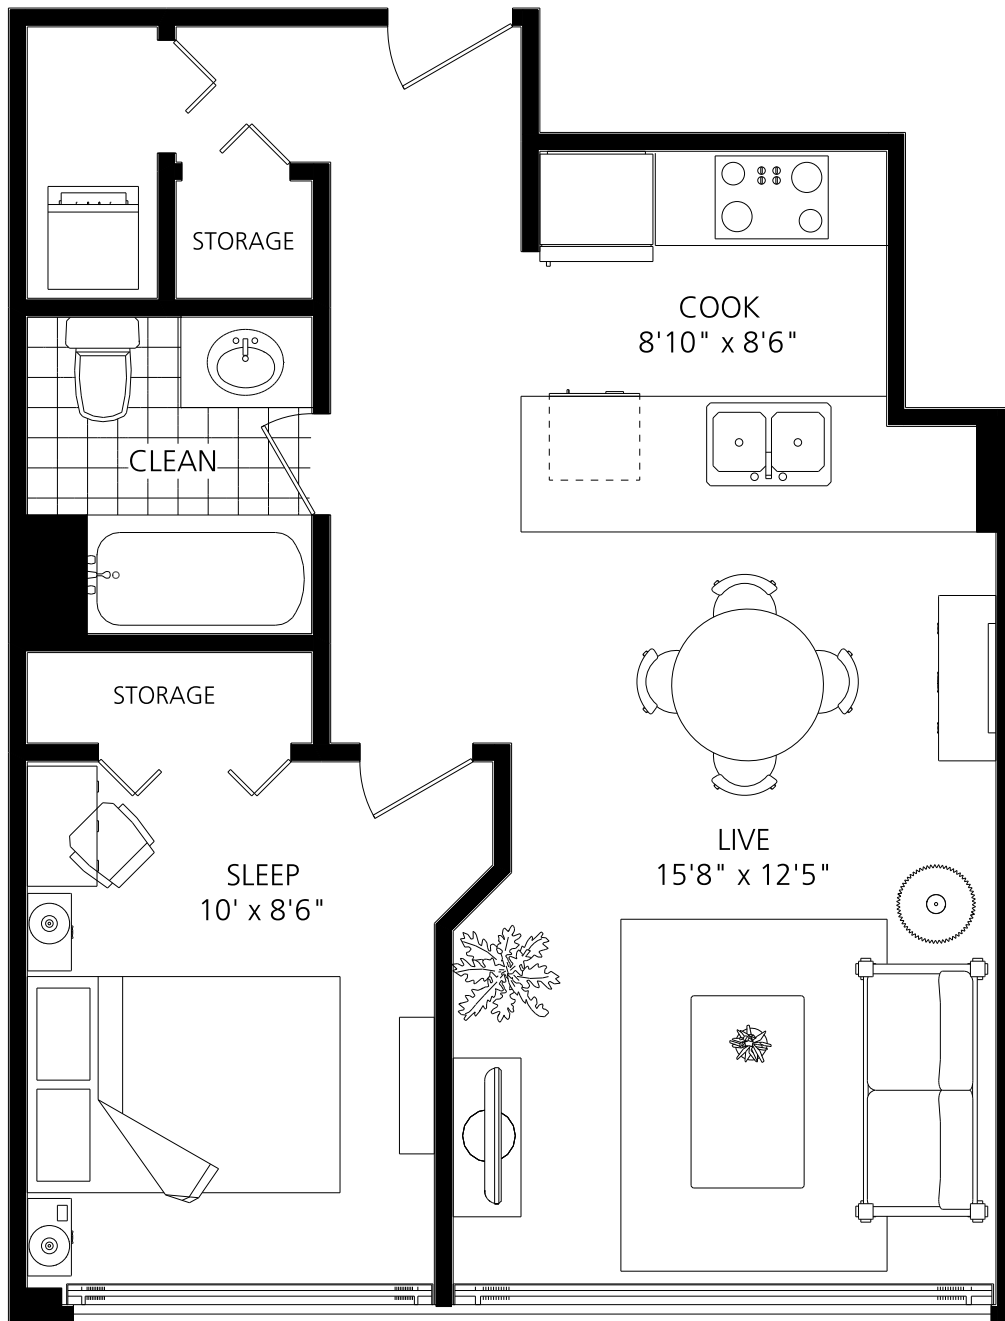 STORAGE
COOK
8'10" x 8'6"
CLEAN
STORAGE
LIVE
15'8" x 12'5"
SLEEP
10' x 8'6"